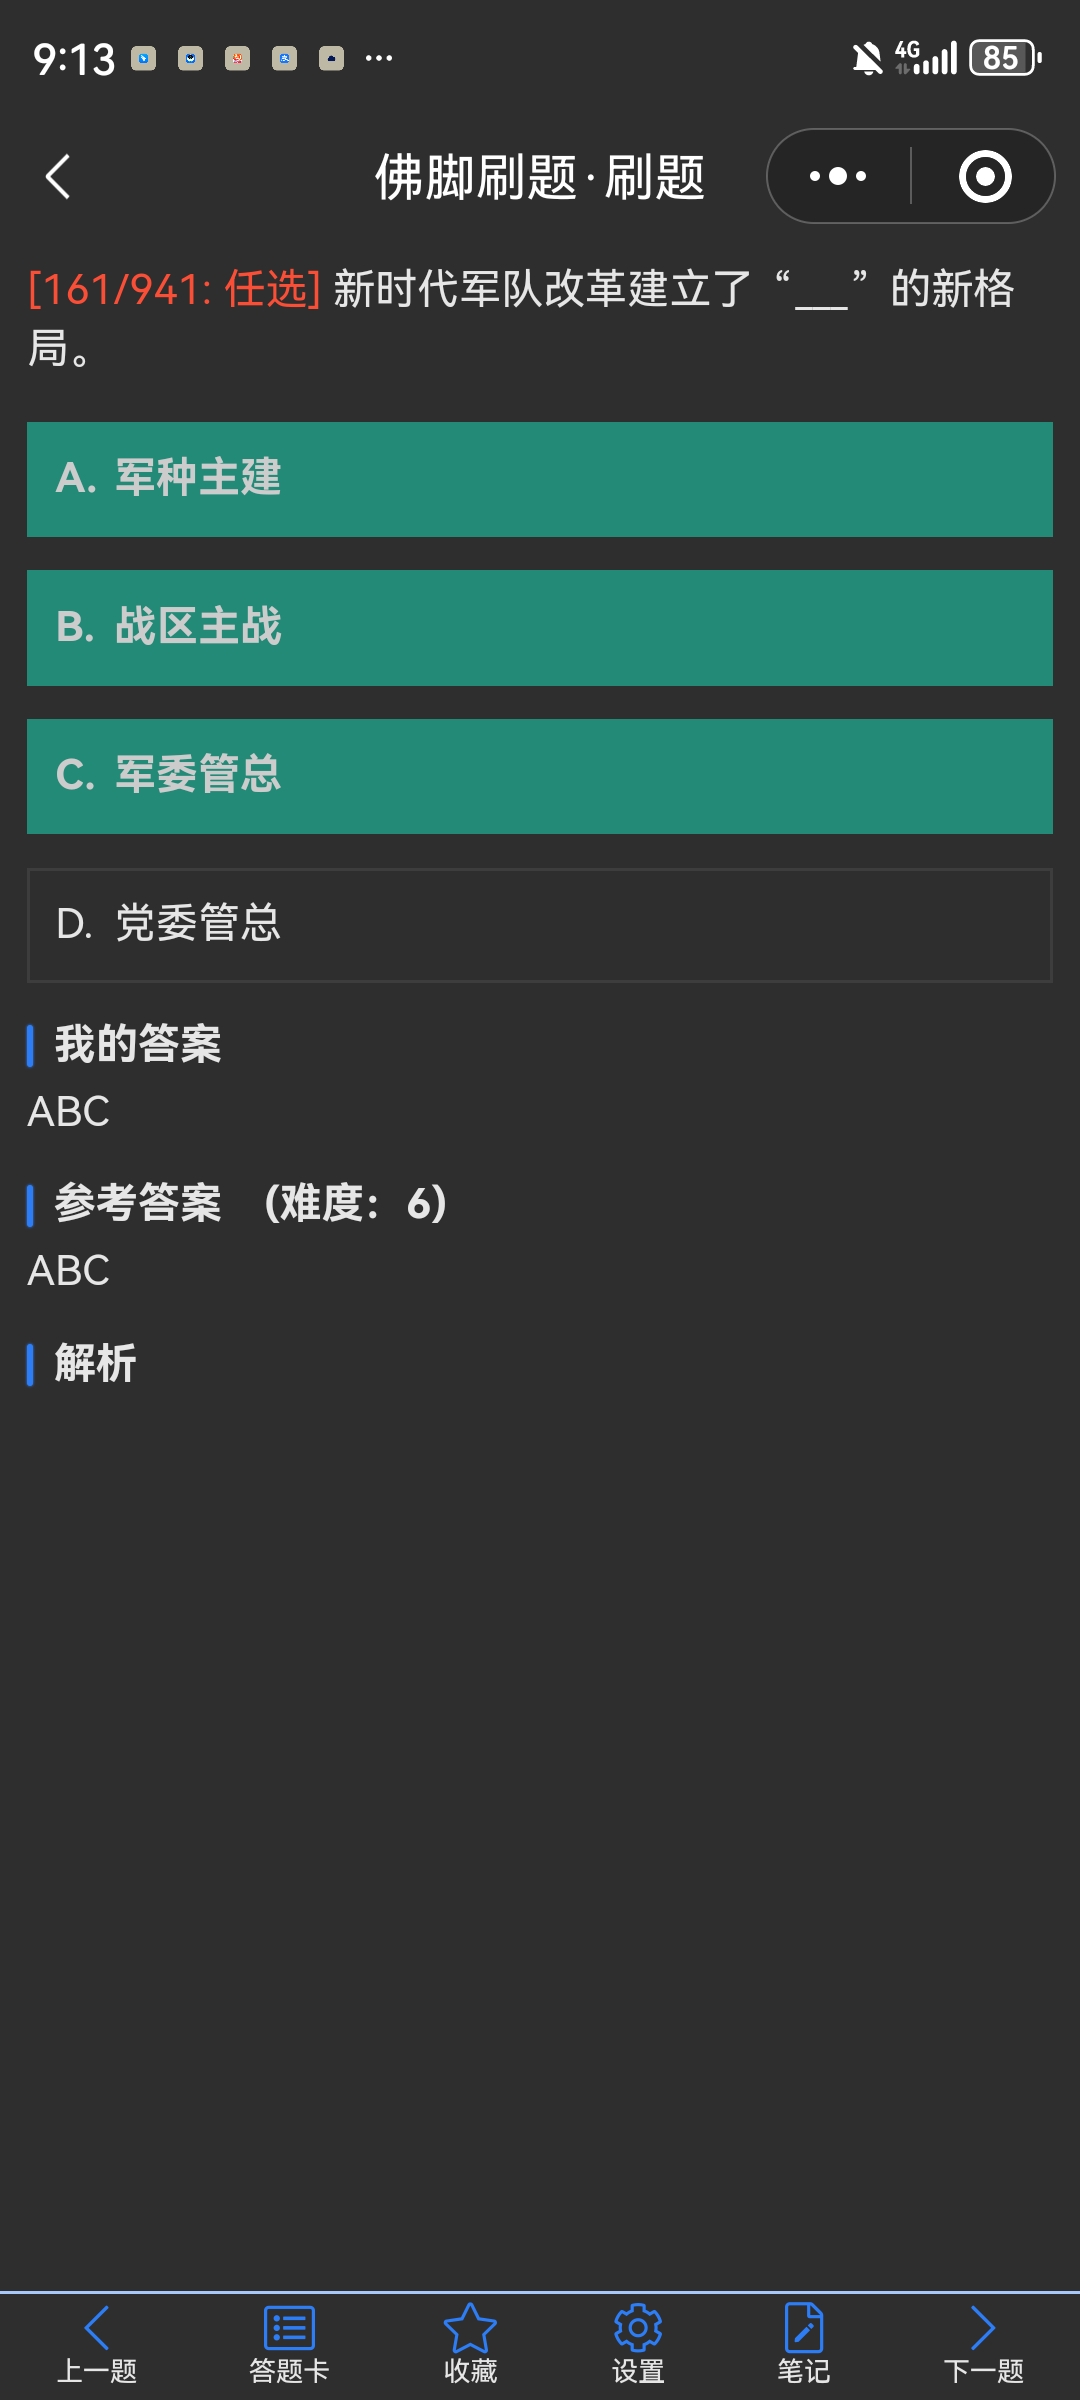 9:13 ··· 4G 85
佛脚刷题·刷题
[161/941: 任选] 新时代军队改革建立了“___”的新格
局。
A. 军种主建
B. 战区主战
C. 军委管总
D. 党委管总
我的答案
ABC
参考答案 (难度：6)
ABC
解析
上一题 答题卡 收藏 设置 笔记 下一题